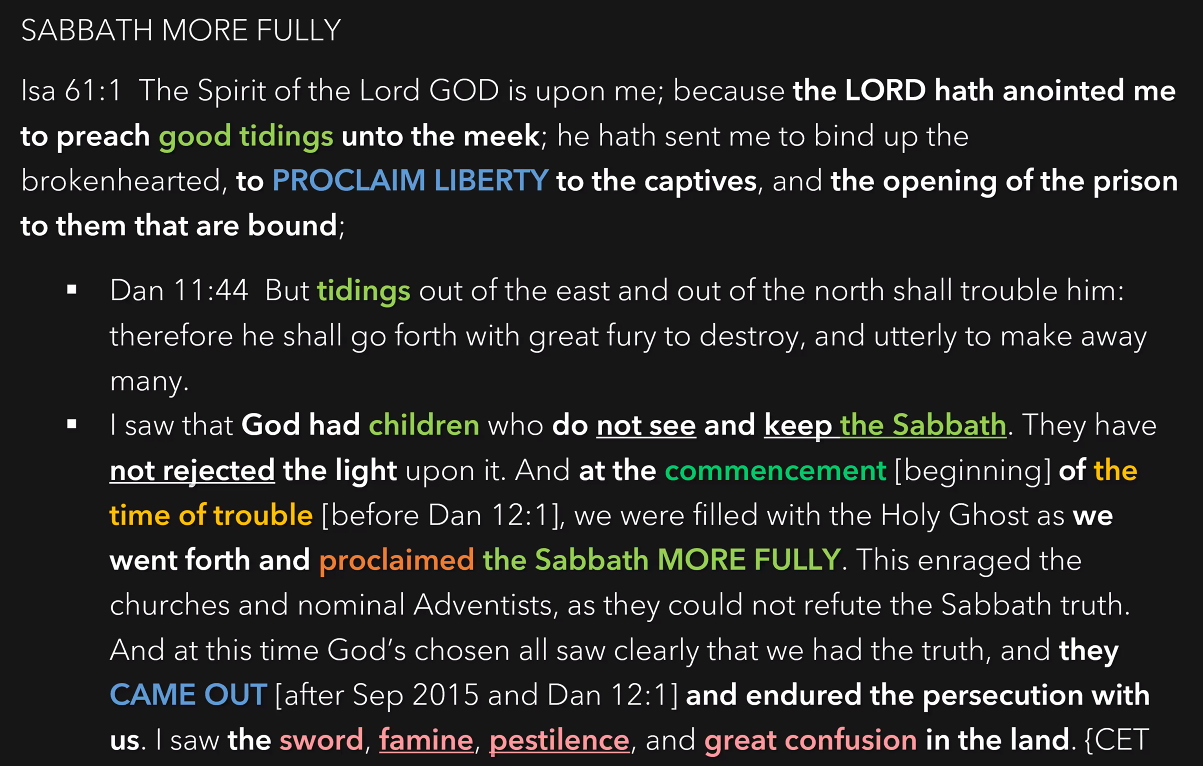 SABBATH MORE FULLY
Isa 61:1  The Spirit of the Lord GOD is upon me; because the LORD hath anointed me
to preach good tidings unto the meek; he hath sent me to bind up the
brokenhearted, to PROCLAIM LIBERTY to the captives, and the opening of the prison
to them that are bound;
▪ Dan 11:44  But tidings out of the east and out of the north shall trouble him:
therefore he shall go forth with great fury to destroy, and utterly to make away
many.
▪ I saw that God had children who do not see and keep the Sabbath. They have
not rejected the light upon it. And at the commencement [beginning] of the
time of trouble [before Dan 12:1], we were filled with the Holy Ghost as we
went forth and proclaimed the Sabbath MORE FULLY. This enraged the
churches and nominal Adventists, as they could not refute the Sabbath truth.
And at this time God’s chosen all saw clearly that we had the truth, and they
CAME OUT [after Sep 2015 and Dan 12:1] and endured the persecution with
us. I saw the sword, famine, pestilence, and great confusion in the land. {CET